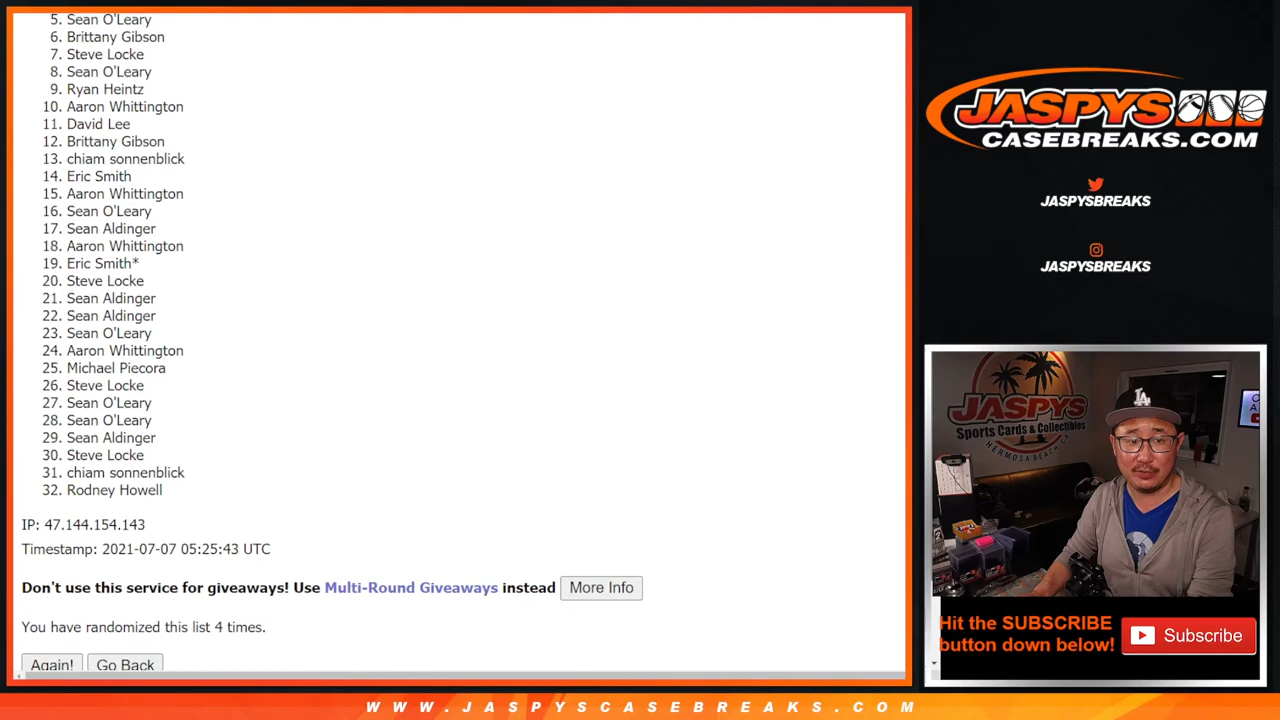 5. Sean O'Leary
6. Brittany Gibson
7. Steve Locke
8. Sean O'Leary
9. Ryan Heintz
10. Aaron Whittington
11. David Lee
12. Brittany Gibson
13. chiam sonnenblick
14. Eric Smith
15. Aaron Whittington
16. Sean O'Leary
17. Sean Aldinger
18. Aaron Whittington
19. Eric Smith*
20. Steve Locke
21. Sean Aldinger
22. Sean Aldinger
23. Sean O'Leary
24. Aaron Whittington
25. Michael Piecora
26. Steve Locke
27. Sean O'Leary
28. Sean O'Leary
29. Sean Aldinger
30. Steve Locke
31. chiam sonnenblick
32. Rodney Howell
IP: 47.144.154.143
Timestamp: 2021-07-07 05:25:43 UTC
Don't use this service for giveaways! Use Multi-Round Giveaways instead More Info
You have randomized this list 4 times.
Again! Go Back
JASPYS
CASEBREAKS.COM
JASPYSBREAKS
JASPYSBREAKS
JASPYS
Sports Cards & Collectibles
HERMOSA BEACH, CA
LA
Hit the SUBSCRIBE
button down below!
Subscribe
WWW.JASPYSCASEBREAKS.COM